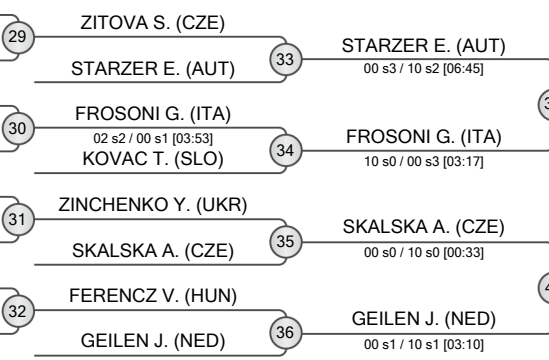 ZITOVA S. (CZE)
29
STARZER E. (AUT)
33
STARZER E. (AUT)
00 s3 / 10 s2 [06:45]
FROSONI G. (ITA)
30
02 s2 / 00 s1 [03:53]
KOVAC T. (SLO)
34
FROSONI G. (ITA)
10 s0 / 00 s3 [03:17]
ZINCHENKO Y. (UKR)
31
SKALSKA A. (CZE)
35
SKALSKA A. (CZE)
00 s0 / 10 s0 [00:33]
FERENCZ V. (HUN)
32
GEILEN J. (NED)
36
GEILEN J. (NED)
00 s1 / 10 s1 [03:10]